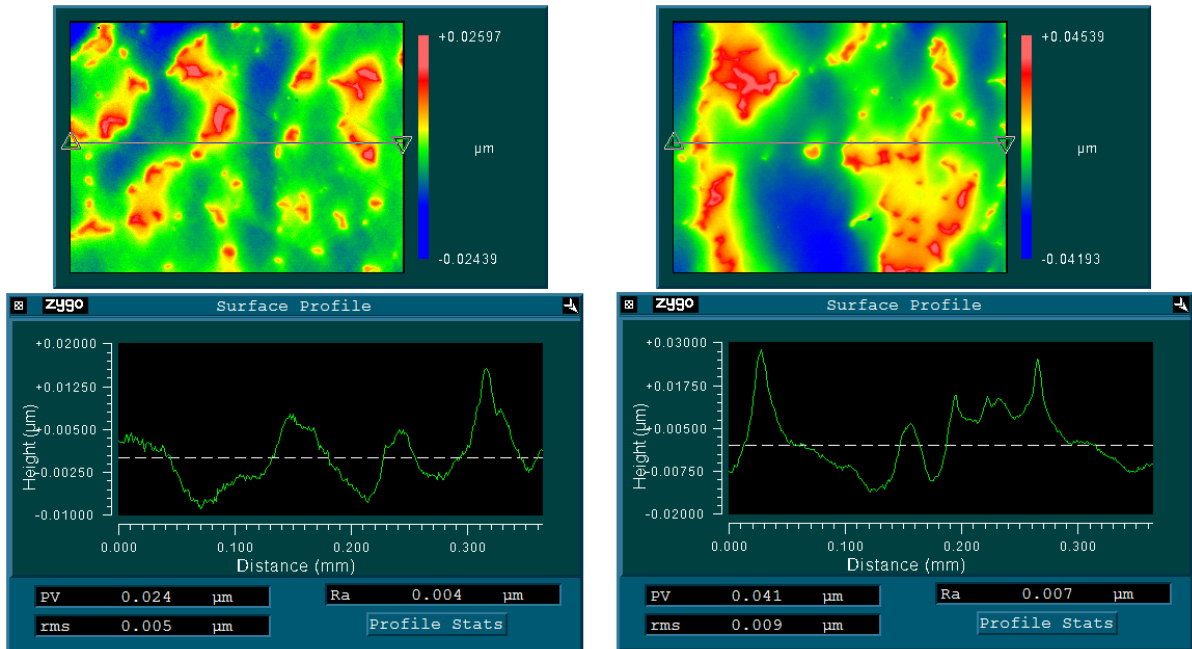 +0.02597
µm
-0.02439
+0.04539
µm
-0.04193
zygo Surface Profile
+0.02000
+0.01250
+0.00500
-0.00250
-0.01000
Height (µm)
0.000 0.100 0.200 0.300
Distance (mm)
PV 0.024 µm Ra 0.004 µm
rms 0.005 µm Profile Stats
zygo Surface Profile
+0.03000
+0.01750
+0.00500
-0.00750
-0.02000
Height (µm)
0.000 0.100 0.200 0.300
Distance (mm)
PV 0.041 µm Ra 0.007 µm
rms 0.009 µm Profile Stats